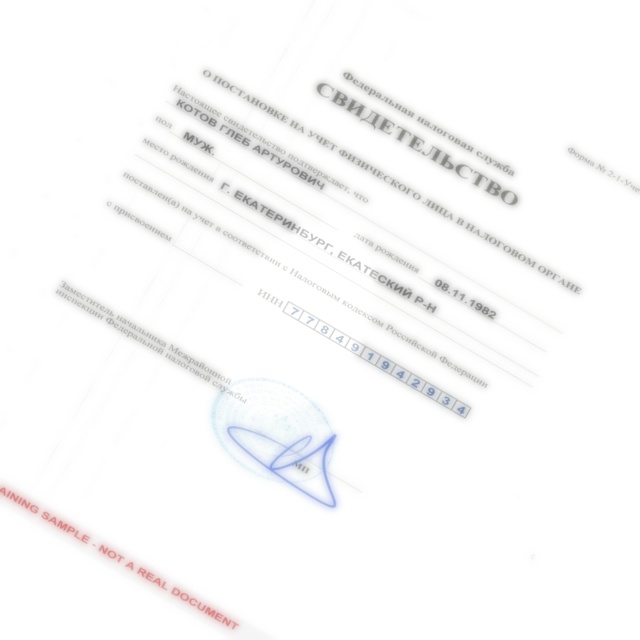 Форма № 2-1-Уч
Федеральная налоговая служба
СВИДЕТЕЛЬСТВО
О ПОСТАНОВКЕ НА УЧЕТ ФИЗИЧЕСКОГО ЛИЦА В НАЛОГОВОМ ОРГАНЕ
Настоящее свидетельство подтверждает, что
КОТОВ ГЛЕБ АРТУРОВИЧ
пол МУЖ. дата рождения 08.11.1982
место рождения Г. ЕКАТЕРИНБУРГ, ЕКАТЕСКИЙ Р-Н
поставлен(а) на учет в соответствии с Налоговым кодексом Российской Федерации
с присвоением ИНН 778491942934
Заместитель начальника Межрайонной
инспекции Федеральной налоговой службы
МП
AINING SAMPLE - NOT A REAL DOCUMENT